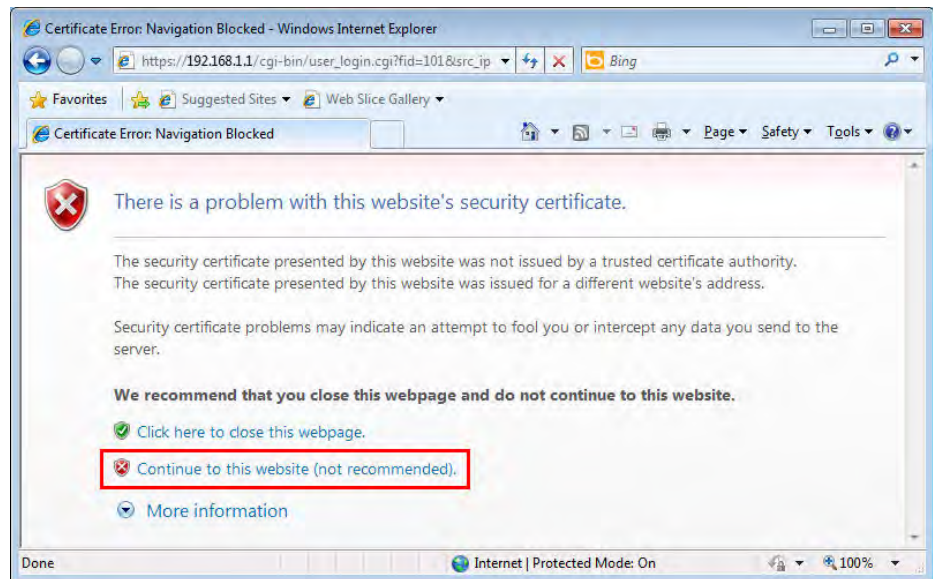 Certificate Error: Navigation Blocked - Windows Internet Explorer
https://192.168.1.1/cgi-bin/user_login.cgi?fid=101&src_ip
Bing
Favorites Suggested Sites Web Slice Gallery
Certificate Error: Navigation Blocked
Page Safety Tools
There is a problem with this website's security certificate.
The security certificate presented by this website was not issued by a trusted certificate authority.
The security certificate presented by this website was issued for a different website's address.
Security certificate problems may indicate an attempt to fool you or intercept any data you send to the
server.
We recommend that you close this webpage and do not continue to this website.
Click here to close this webpage.
Continue to this website (not recommended).
More information
Done Internet | Protected Mode: On 100%